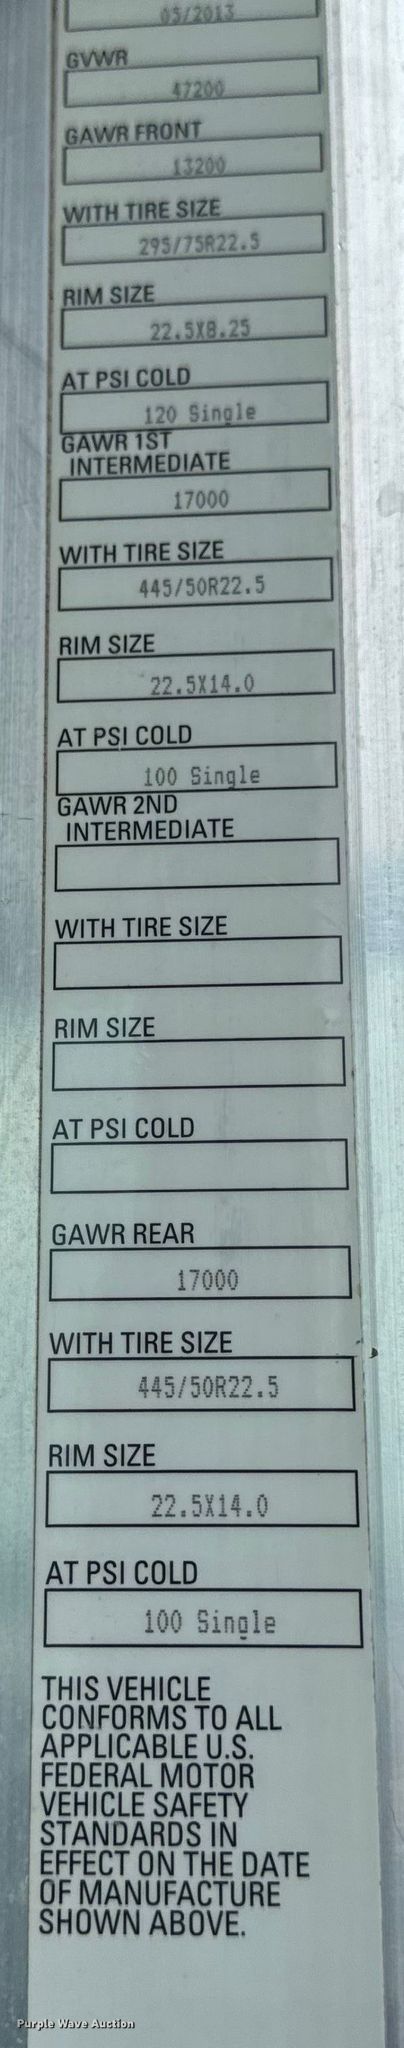 05/2013
GVWR
47200
GAWR FRONT
13200
WITH TIRE SIZE
295/75R22.5
RIM SIZE
22.5X8.25
AT PSI COLD
120 Single
GAWR 1ST
INTERMEDIATE
17000
WITH TIRE SIZE
445/50R22.5
RIM SIZE
22.5X14.0
AT PSI COLD
100 Single
GAWR 2ND
INTERMEDIATE
WITH TIRE SIZE
RIM SIZE
AT PSI COLD
GAWR REAR
17000
WITH TIRE SIZE
445/50R22.5
RIM SIZE
22.5X14.0
AT PSI COLD
100 Single
THIS VEHICLE
CONFORMS TO ALL
APPLICABLE U.S.
FEDERAL MOTOR
VEHICLE SAFETY
STANDARDS IN
EFFECT ON THE DATE
OF MANUFACTURE
SHOWN ABOVE.
Purple Wave Auction